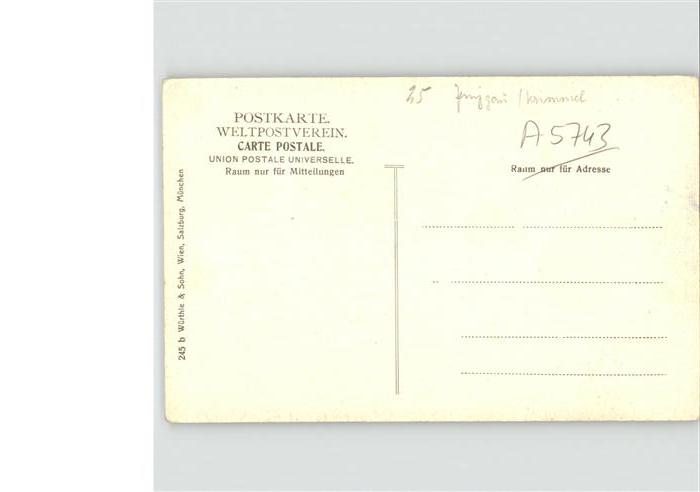 25
POSTKARTE.
WELTPOSTVEREIN.
CARTE POSTALE.
UNION POSTALE UNIVERSELLE.
Raum nur für Mitteilungen
A 5743
Raum nur für Adresse
245 b Würthle & Sohn, Wien, Salzburg, München